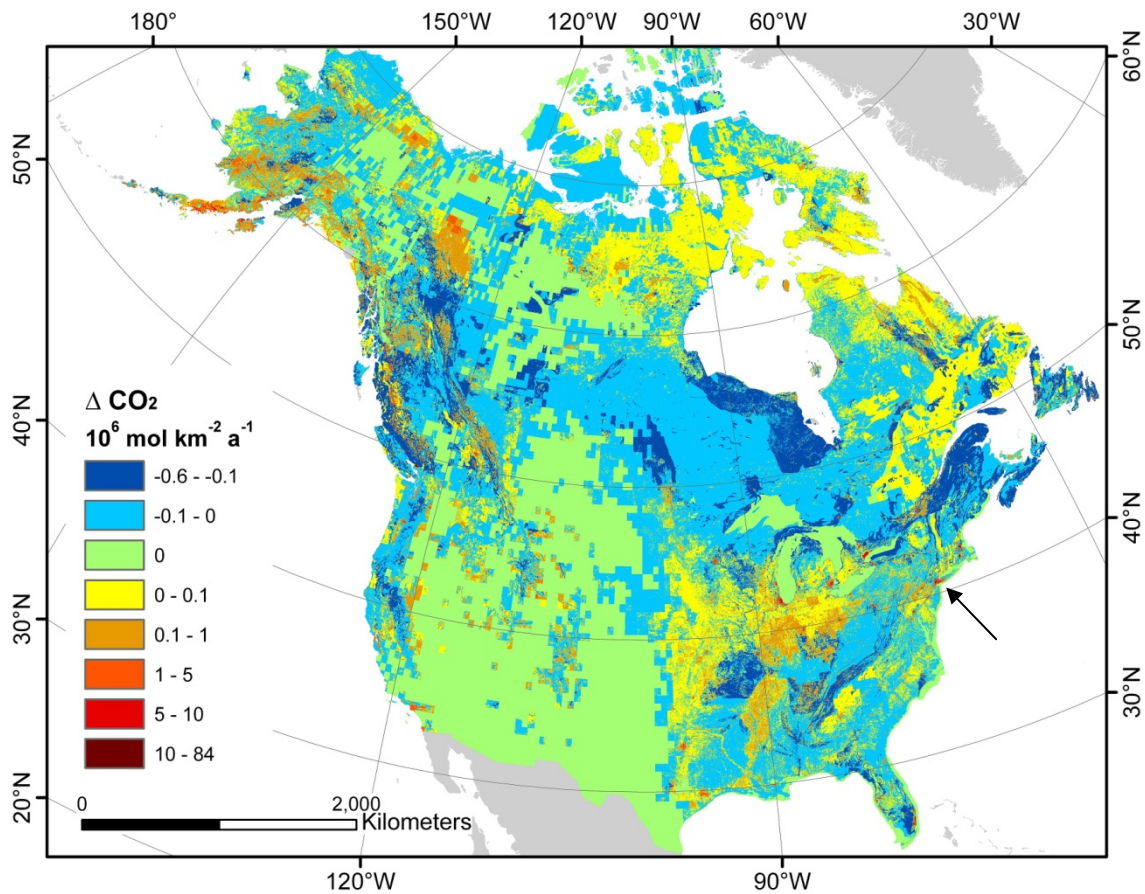 180° 150°W 120°W 90°W 60°W 30°W
60°N
50°N
50°N
40°N
40°N
30°N
30°N
20°N
Δ CO₂
10⁶ mol km⁻² a⁻¹
-0.6 - -0.1
-0.1 - 0
0
0 - 0.1
0.1 - 1
1 - 5
5 - 10
10 - 84
0 2,000
Kilometers
120°W 90°W